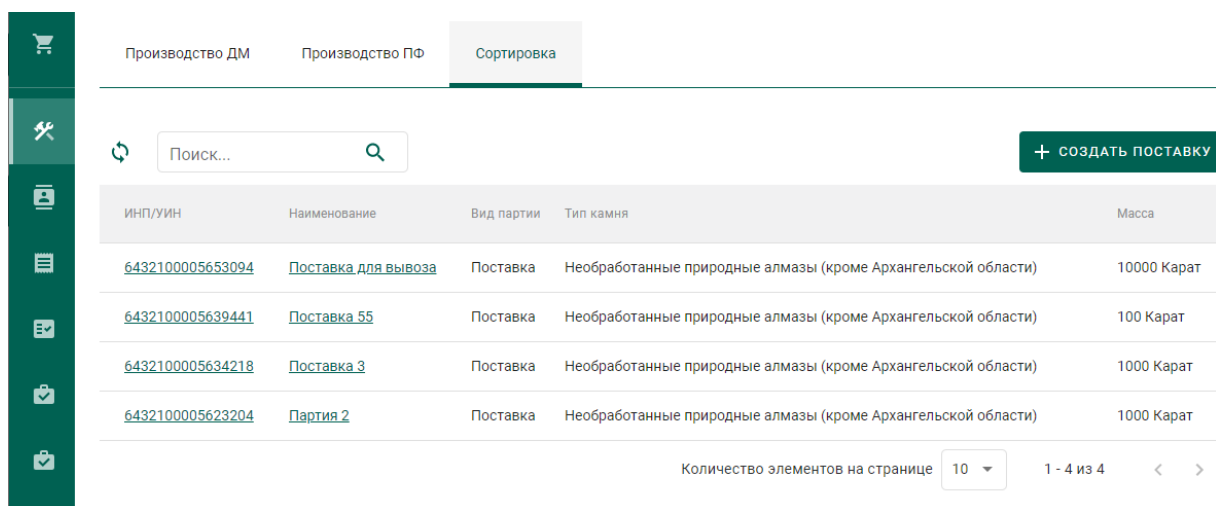 Производство ДМ Производство ПФ Сортировка
Поиск... + СОЗДАТЬ ПОСТАВКУ
ИНП/УИН Наименование Вид партии Тип камня Масса
6432100005653094 Поставка для вывоза Поставка Необработанные природные алмазы (кроме Архангельской области) 10000 Карат
6432100005639441 Поставка 55 Поставка Необработанные природные алмазы (кроме Архангельской области) 100 Карат
6432100005634218 Поставка 3 Поставка Необработанные природные алмазы (кроме Архангельской области) 1000 Карат
6432100005623204 Партия 2 Поставка Необработанные природные алмазы (кроме Архангельской области) 1000 Карат
Количество элементов на странице 10 1 - 4 из 4